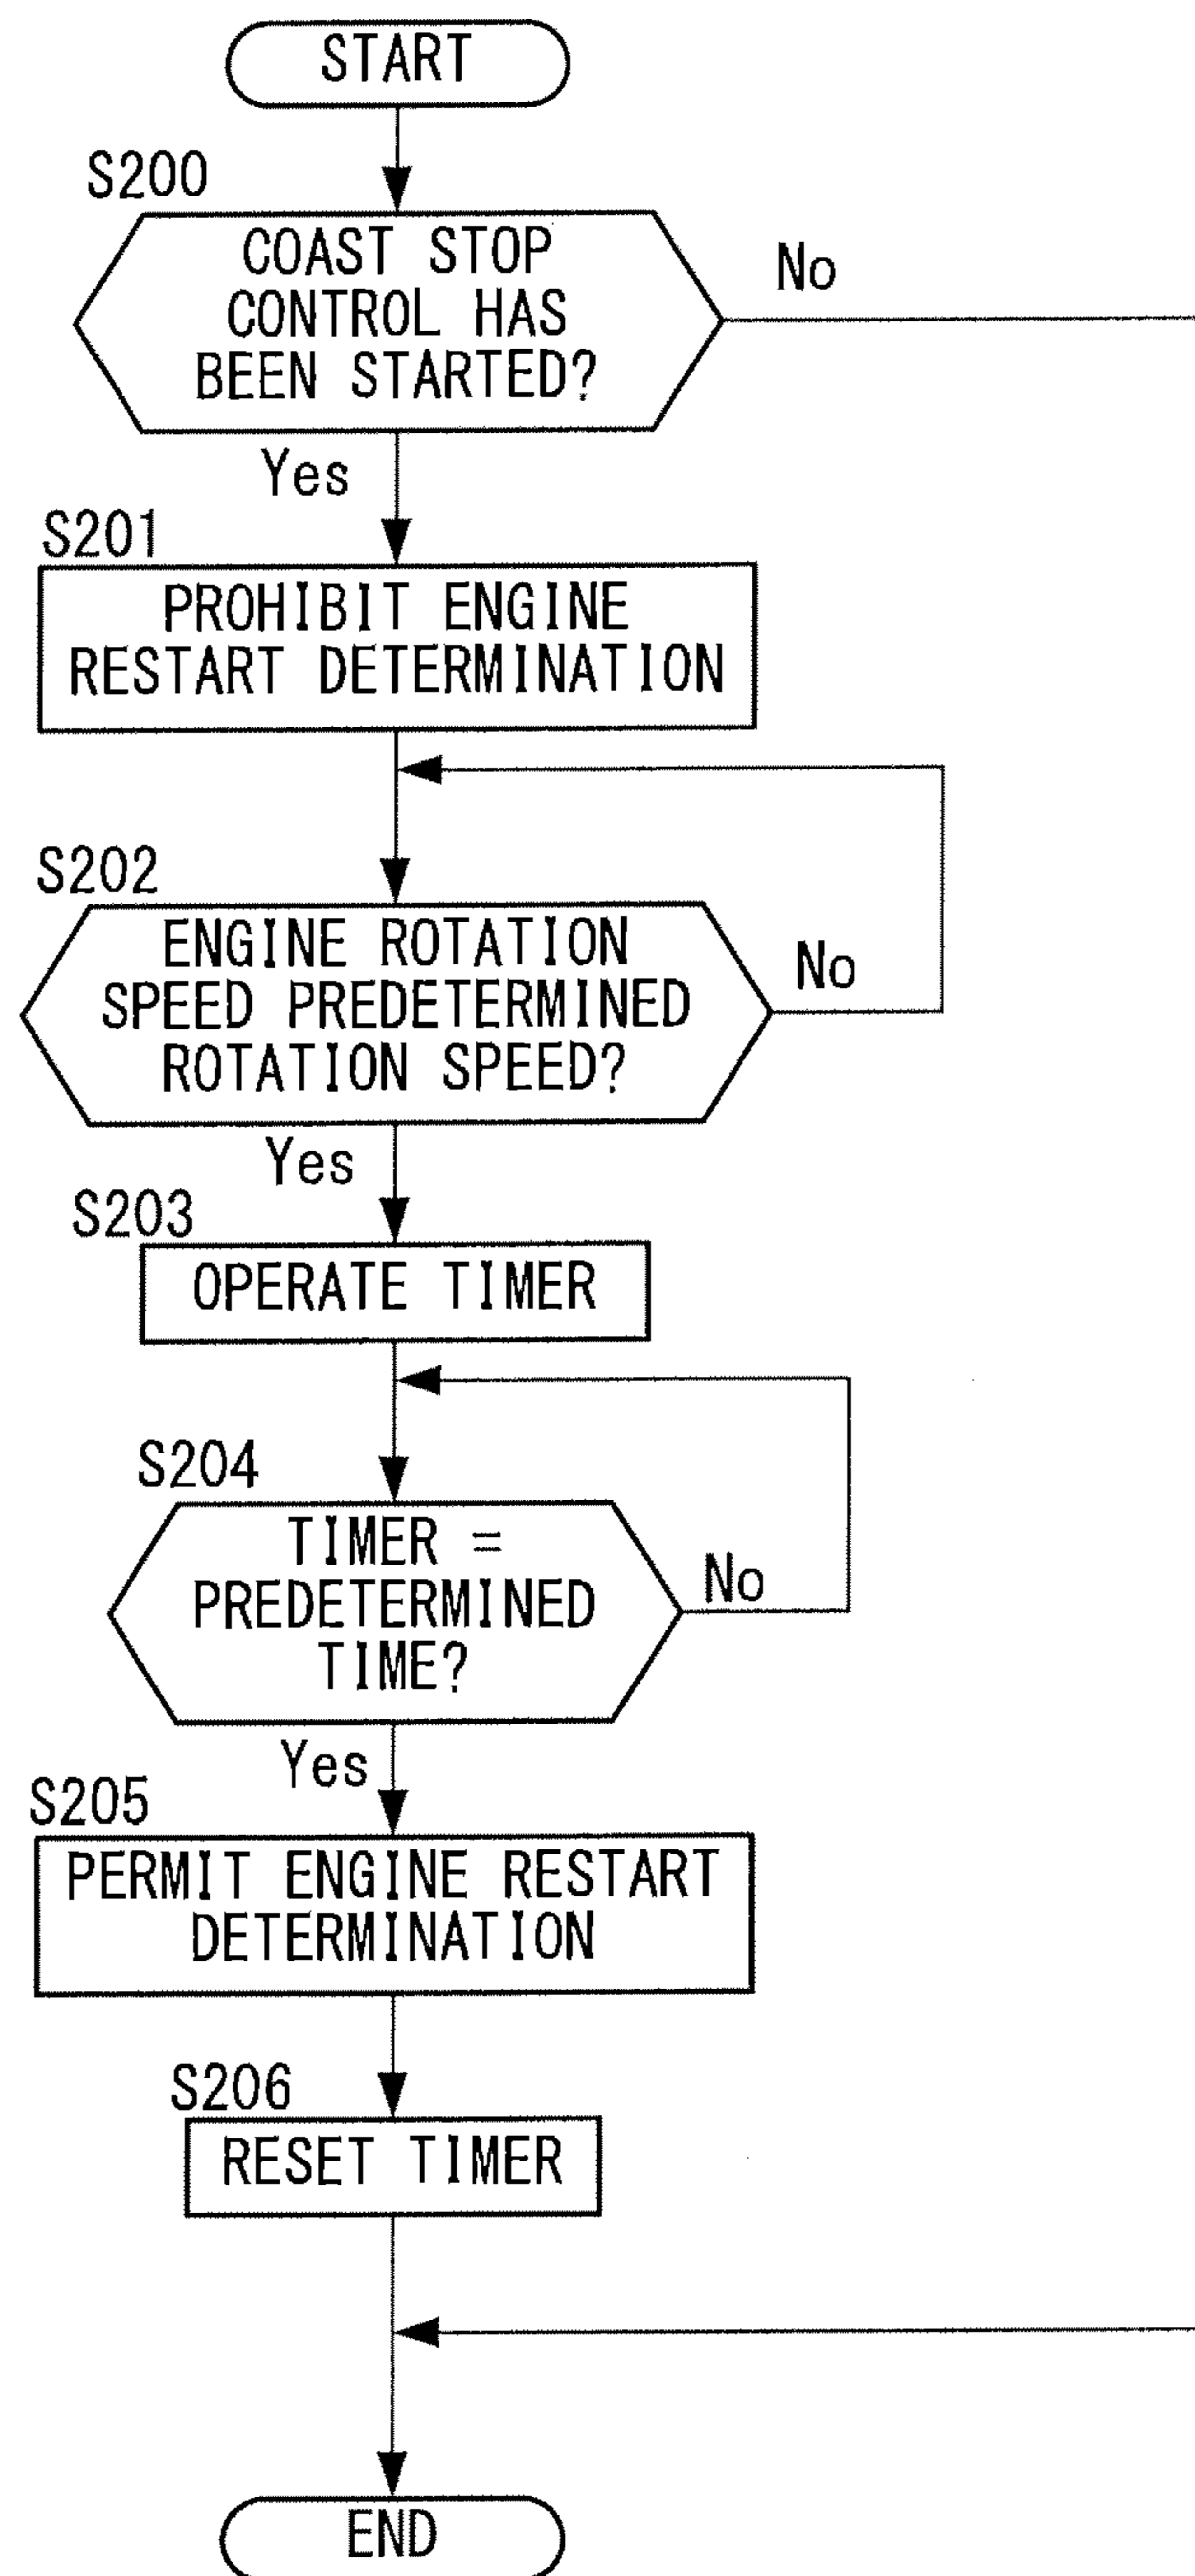 START
S200
COAST STOP
CONTROL HAS
BEEN STARTED?
No
Yes
S201
PROHIBIT ENGINE
RESTART DETERMINATION
S202
ENGINE ROTATION
SPEED PREDETERMINED
ROTATION SPEED?
No
Yes
S203
OPERATE TIMER
S204
TIMER =
PREDETERMINED
TIME?
No
Yes
S205
PERMIT ENGINE RESTART
DETERMINATION
S206
RESET TIMER
END